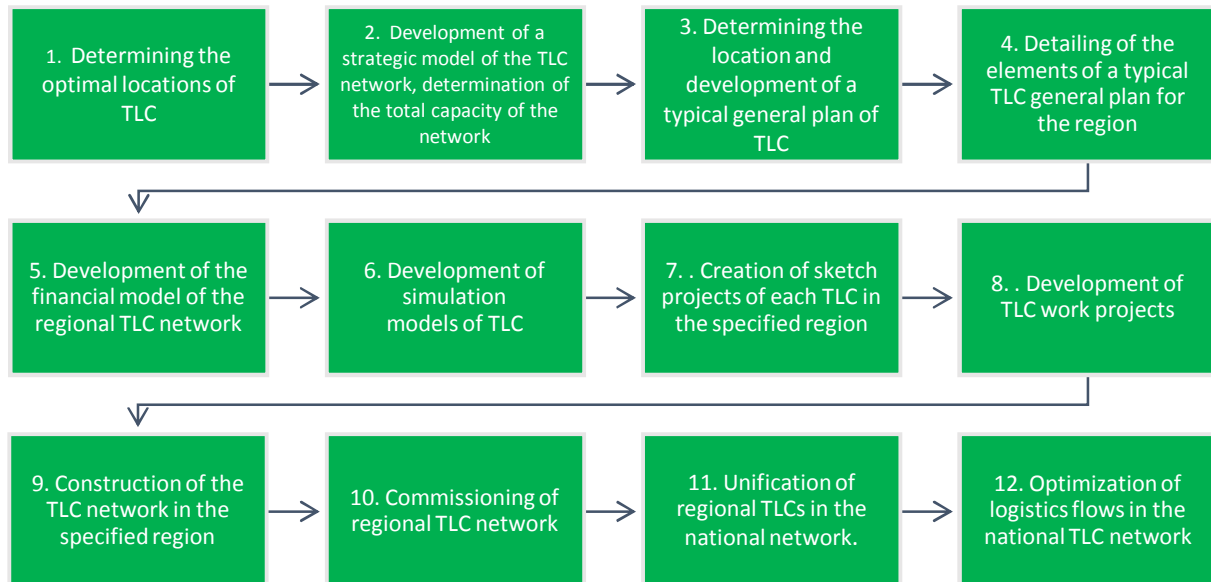 1. Determining the
optimal locations of
TLC
2. Development of a
strategic model of the TLC
network, determination of
the total capacity of the
network
3. Determining the
location and
development of a
typical general plan of
TLC
4. Detailing of the
elements of a typical
TLC general plan for
the region
5. Development of the
financial model of the
regional TLC network
6. Development of
simulation
models of TLC
7. . Creation of sketch
projects of each TLC in
the specified region
8. . Development of
TLC work projects
9. Construction of the
TLC network in the
specified region
10. Commissioning of
regional TLC network
11. Unification of
regional TLCs in the
national network.
12. Optimization of
logistics flows in the
national TLC network